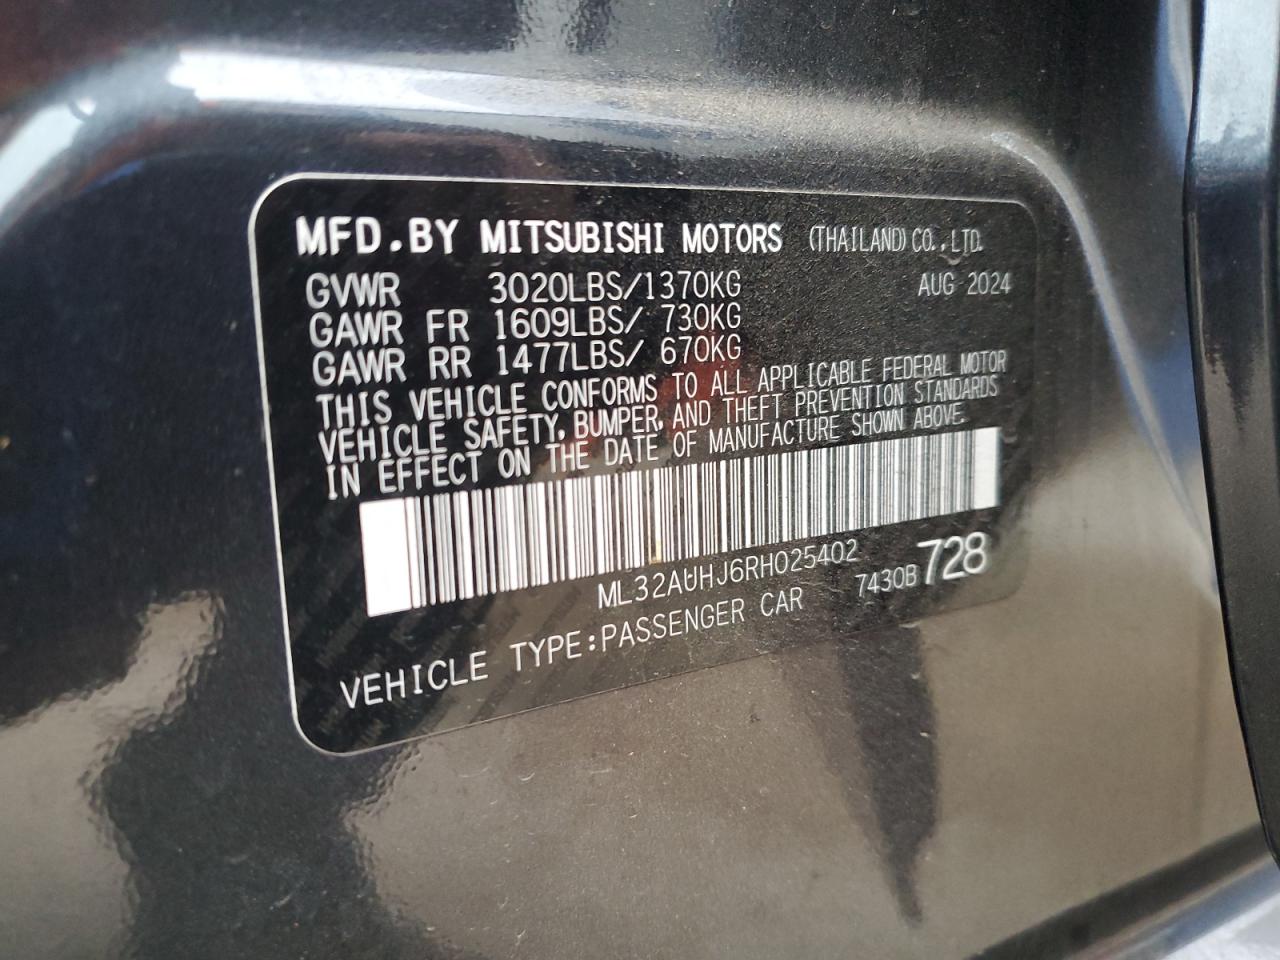 MFD.BY MITSUBISHI MOTORS (THAILAND)CO.,LTD.
GVWR 3020LBS/1370KG AUG 2024
GAWR FR 1609LBS/ 730KG
GAWR RR 1477LBS/ 670KG
THIS VEHICLE CONFORMS TO ALL APPLICABLE FEDERAL MOTOR
VEHICLE SAFETY, BUMPER, AND THEFT PREVENTION STANDARDS
IN EFFECT ON THE DATE OF MANUFACTURE SHOWN ABOVE.
ML32AUHJ6RH025402
VEHICLE TYPE:PASSENGER CAR 7430B 728